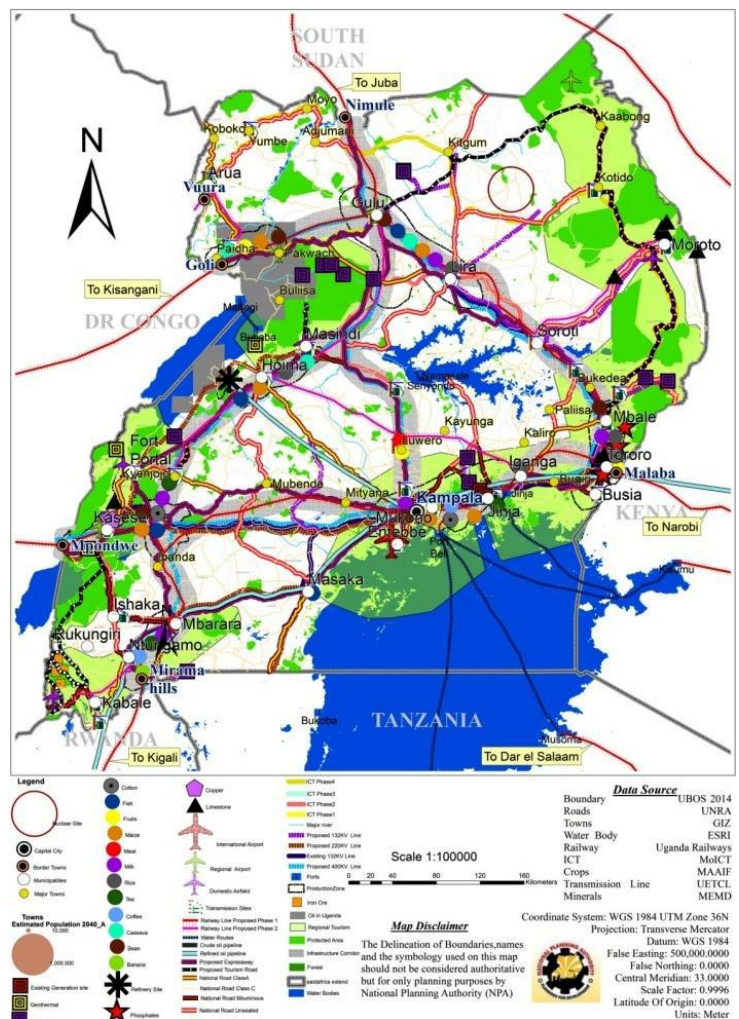 SOUTH
SUDAN
To Juba
Moyo
Nimule
Koboko
Yumbe
Adjumani
Kitgum
Kaabong
N
Arua
Vuura
Kotido
Gulu
Moroto
Paidha
Goli
Pakwach
Lira
To Kisangani
Buliisa
DR CONGO
Masindi
Soroti
Hoima
Bukedea
Kayunga
Paliisa
Mbale
Kaliro
Fort
Portal
Iganga
Tororo
Kyenjojo
Mubende
Mityana
Kampala
Malaba
Jinja
Busia
KENYA
Kasese
Mukono
Entebbe
To Narobi
Mpondwe
Port
Bel
Masaka
Kisumu
Ishaka
Mbarara
Rukungiri
Ntungamo
Mirama
hills
Kabale
TANZANIA
Bukoba
RWANDA
Musoma
To Kigali
To Dar el Salaam
Legend
Nuclear Site
Capital City
Border Towns
Municipalities
Major Towns
Towns
Estimated Population 2040_A
10,000
1,000,000
Existing Generation site
Geothermal
Cotton
Fish
Fruits
Maize
Meat
Milk
Rice
Tea
Coffee
Cassava
Bean
Banana
Refinery Site
Phosphates
Copper
Limestone
International Airport
Regional Airport
Domestic Airfield
Transmission Sites
Railway Line Proposed Phase 1
Railway Line Proposed Phase 2
Water Routes
Crude oil pipeline
Refined oil pipeline
Proposed Expressway
Proposed Tourism Road
National Road ClassA
National Road Class C
National Road Bituminous
National Road Unsealed
ICT Phase4
ICT Phase3
ICT Phase2
ICT Phase1
Major river
Proposed 132KV Line
Proposed 220KV Line
Existing 132KV Line
Proposed 400KV Line
Ports
ProductionZone
Iron Ore
Oil in Uganda
Regional Tourism
Protected Area
Infrastructure Corridor
Forest
eastafrica extend
Water Bodies
Scale 1:100000
160
Kilometers
Map Disclaimer
The Delineation of Boundaries,names
and the symbology used on this map
should not be considered authoritative
but for only planning purposes by
National Planning Authority (NPA)
Data Source
Boundary UBOS 2014
Roads UNRA
Towns GIZ
Water Body ESRI
Railway Uganda Railways
ICT MoICT
Crops MAAIF
Transmission Line UETCL
Minerals MEMD
Coordinate System: WGS 1984 UTM Zone 36N
Projection: Transverse Mercator
Datum: WGS 1984
False Easting: 500,000.0000
False Northing: 0.0000
Central Meridian: 33.0000
Scale Factor: 0.9996
Latitude Of Origin: 0.0000
Units: Meter